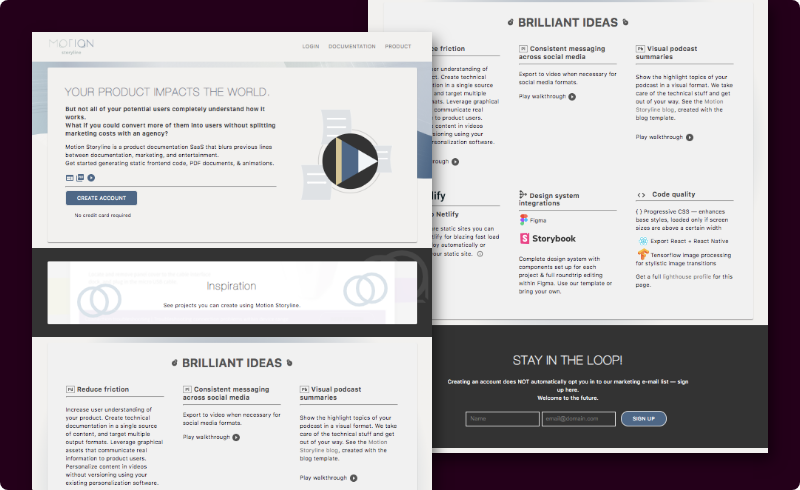 MOTION
storyline
LOGIN DOCUMENTATION PRODUCT
YOUR PRODUCT IMPACTS THE WORLD.
But not all of your potential users completely understand how it
works.
What if you could convert more of them into users without splitting
marketing costs with an agency?
Motion Storyline is a product documentation SaaS that blurs previous lines
between documentation, marketing, and entertainment.
Get started generating static frontend code, PDF documents, & animations.
CREATE ACCOUNT
No credit card required
Inspiration
See projects you can create using Motion Storyline.
BRILLIANT IDEAS
Reduce friction
Increase user understanding of
your product. Create technical
documentation in a single source
of content, and target multiple
output formats. Leverage graphical
assets that communicate real
information to product users.
Personalize content in videos
without versioning using your
existing personalization software.
Consistent messaging
across social media
Export to video when necessary for
social media formats.
Play walkthrough
Visual podcast
summaries
Show the highlight topics of your
podcast in a visual format. We take
care of the technical stuff and get
out of your way. See the Motion
Storyline blog, created with the
blog template.
Play walkthrough
BRILLIANT IDEAS
ce friction
ser understanding of
ct. Create technical
tation in a single source
t, and target multiple
rmats. Leverage graphical
t communicate real
on to product users.
e content in videos
ersioning using your
ersonalization software.
through
Consistent messaging
across social media
Export to video when necessary for
social media formats.
Play walkthrough
Visual podcast
summaries
Show the highlight topics of your
podcast in a visual format. We take
care of the technical stuff and get
out of your way. See the Motion
Storyline blog, created with the
blog template.
Play walkthrough
lify
o Netlify
re static sites you can
tlify for blazing fast load
oy automatically or
your static site.
Design system
integrations
Figma
Storybook
Complete design system with
components set up for each
project & full roundtrip editing
within Figma. Use our template or
bring your own.
Code quality
{ } Progressive CSS — enhances
base styles, loaded only if screen
sizes are above a certain width
Export React + React Native
Tensorflow image processing
for stylistic image transitions
Get a full lighthouse profile for this
page.
STAY IN THE LOOP!
Creating an account does NOT automatically opt you in to our marketing e-mail list — sign
up here.
Welcome to the future.
Name
email@domain.com
SIGN UP